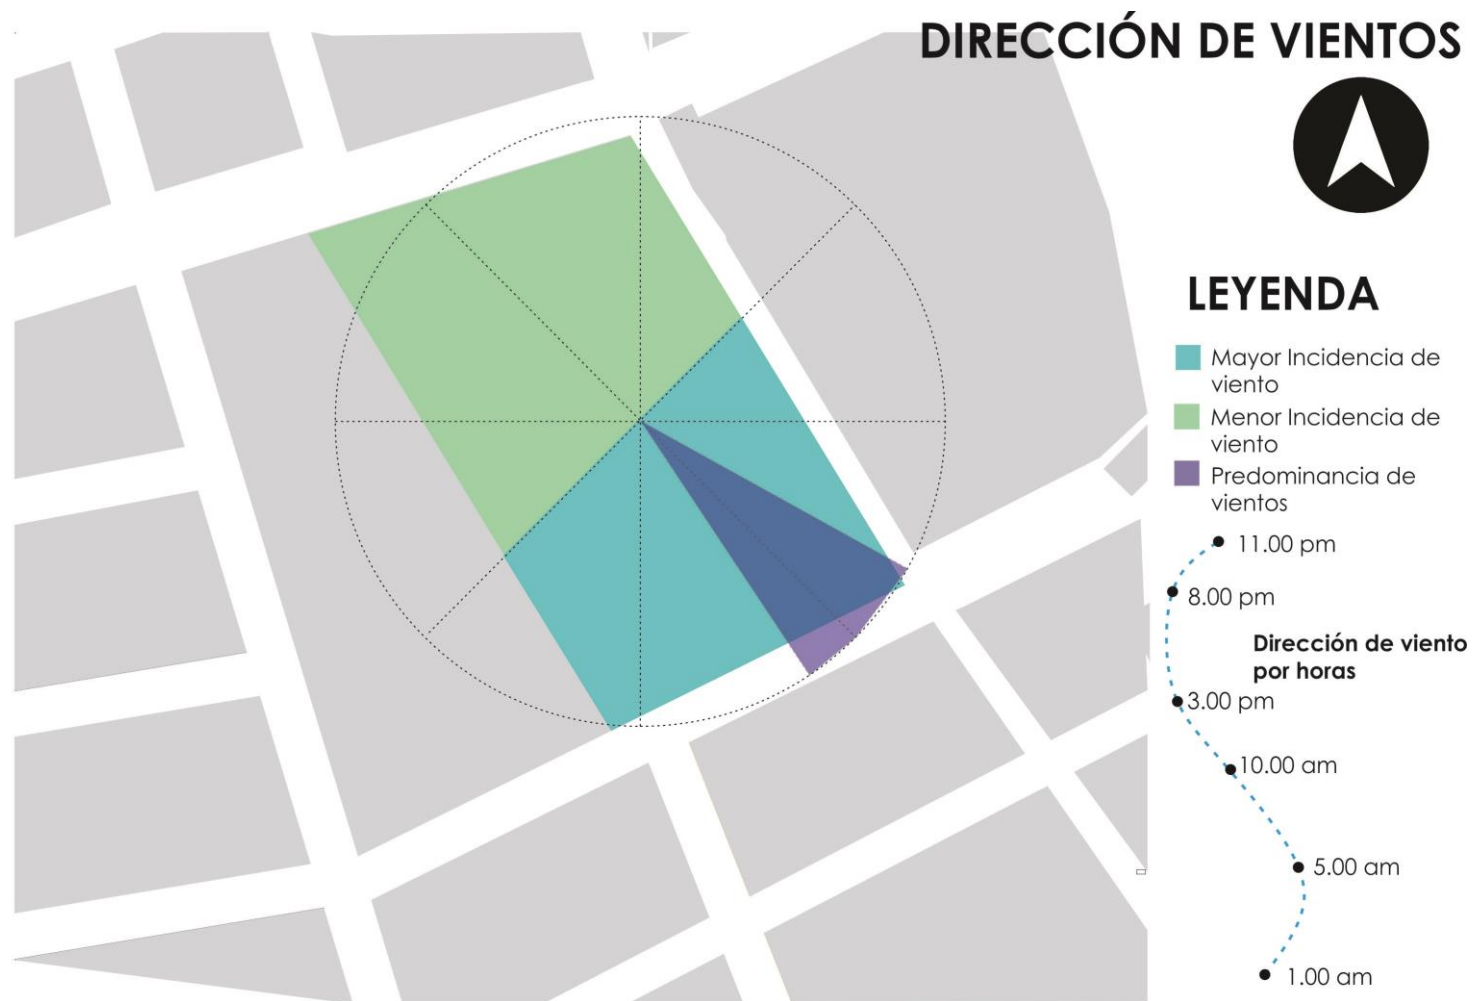 DIRECCIÓN DE VIENTOS
LEYENDA
Mayor Incidencia de
viento
Menor Incidencia de
viento
Predominancia de
vientos
11.00 pm
8.00 pm
Dirección de viento
por horas
3.00 pm
10.00 am
5.00 am
1.00 am